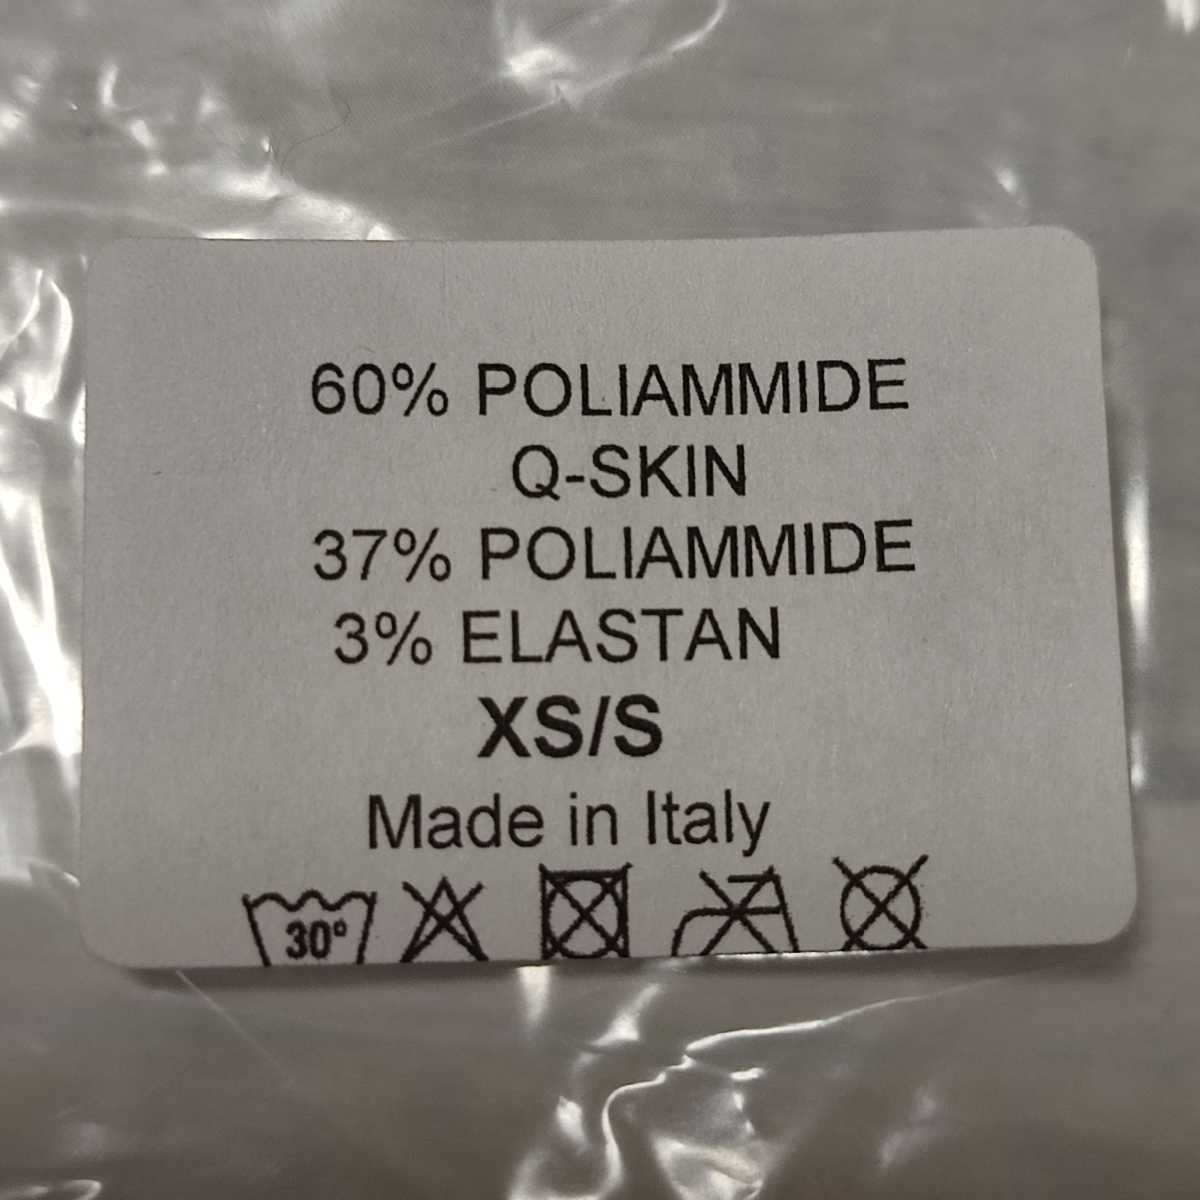 60% POLIAMMIDE
Q-SKIN
37% POLIAMMIDE
3% ELASTAN
XS/S
Made in Italy
30°